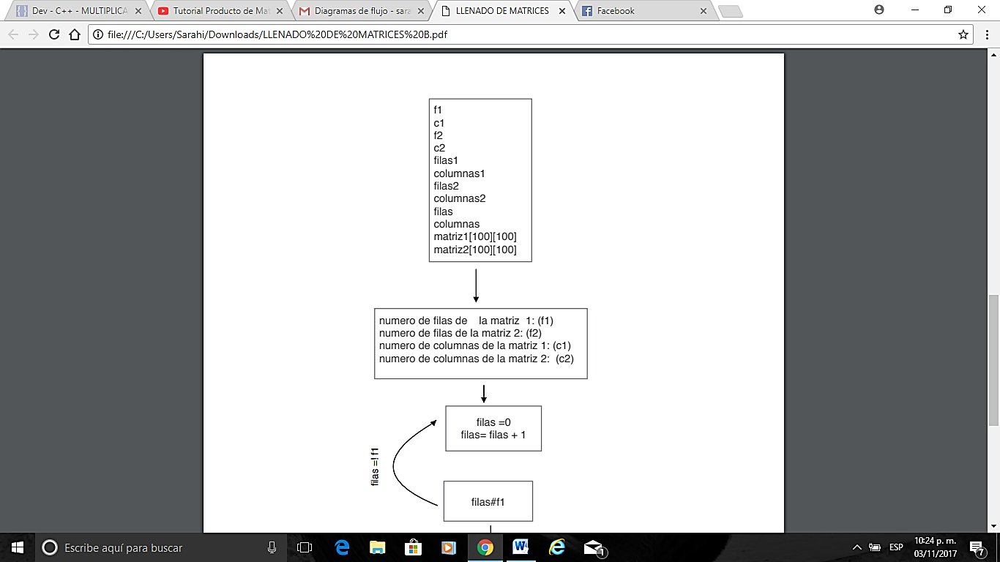 Dev - C++ - MULTIPLICA
Tutorial Producto de Mat
Diagramas de flujo - sara
LLENADO DE MATRICES
Facebook
file:///C:/Users/Sarahi/Downloads/LLENADO%20DE%20MATRICES%20B.pdf
f1
c1
f2
c2
filas1
columnas1
filas2
columnas2
filas
columnas
matriz1[100][100]
matriz2[100][100]
numero de filas de la matriz 1: (f1)
numero de filas de la matriz 2: (f2)
numero de columnas de la matriz 1: (c1)
numero de columnas de la matriz 2: (c2)
filas =0
filas= filas + 1
filas =! f1
filas#f1
Escribe aquí para buscar
1
ESP
10:24 p. m.
03/11/2017
7